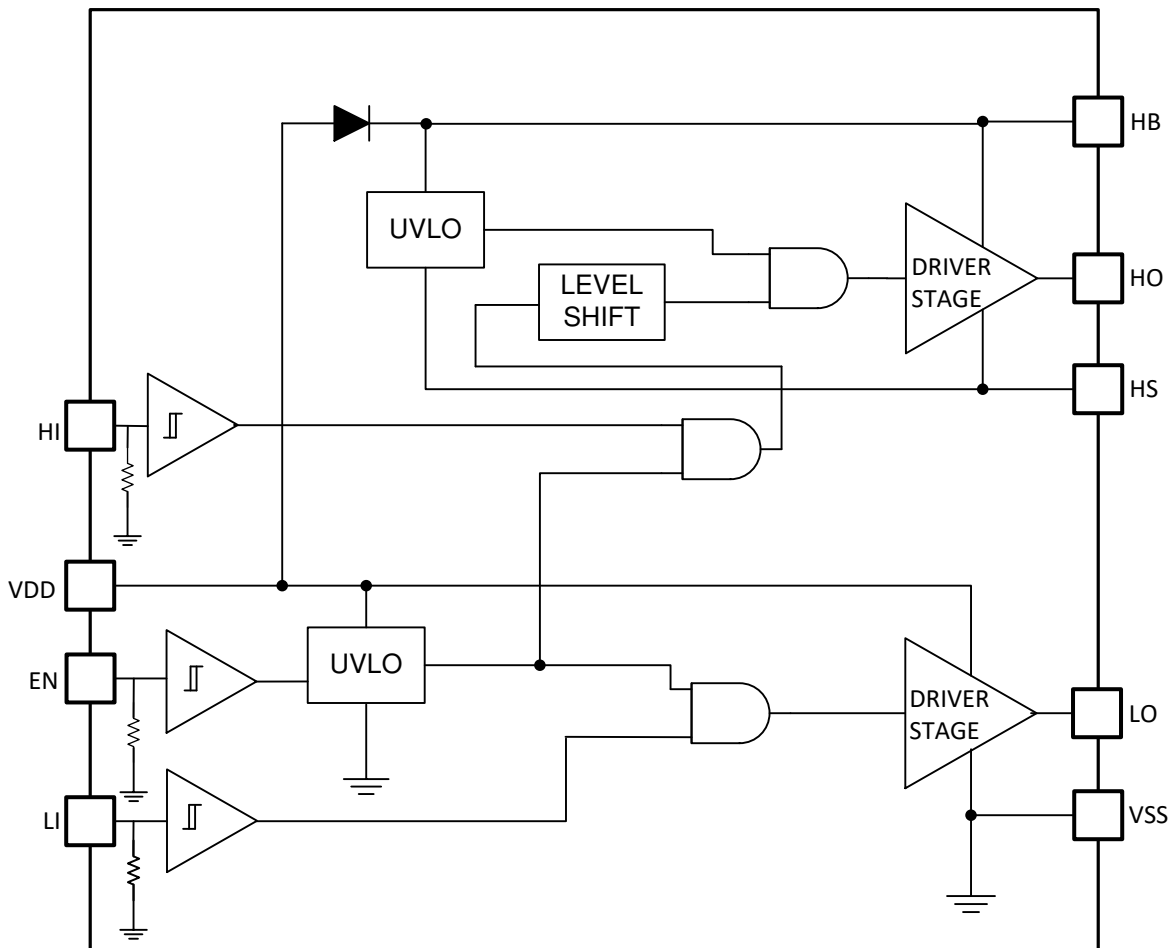 HB
UVLO
DRIVER
STAGE
HO
LEVEL
SHIFT
HS
HI
VDD
EN
UVLO
DRIVER
STAGE
LO
LI
VSS